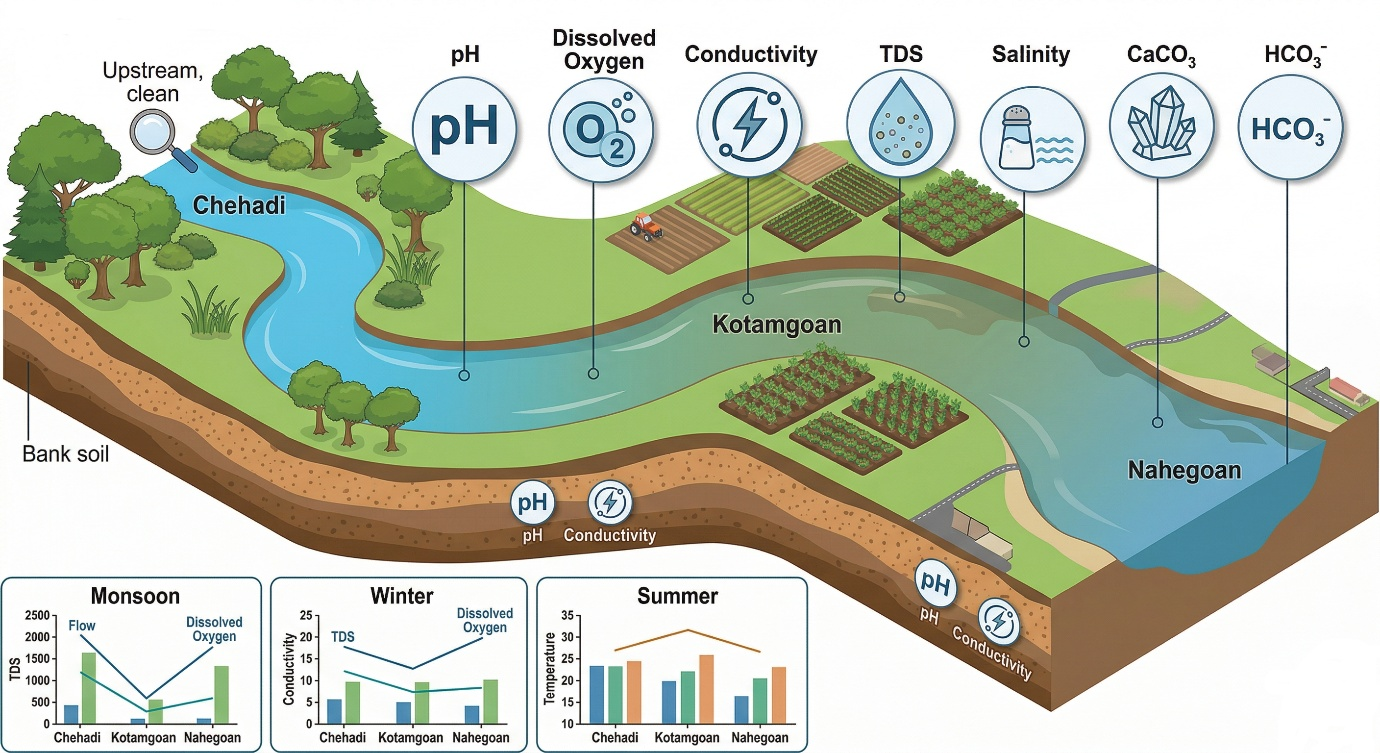 Upstream,
clean
pH
Dissolved
Oxygen
Conductivity
TDS
Salinity
CaCO₃
HCO₃⁻
pH
O₂
HCO₃⁻
Chehadi
Kotamgoan
Nahegoan
Bank soil
pH
pH
Conductivity
pH
pH
Conductivity
Monsoon
TDS
2500
2000
1500
1000
500
0
Flow
Dissolved
Oxygen
Chehadi
Kotamgoan
Nahegoan
Winter
Conductivity
25
20
15
10
5
0
TDS
Dissolved
Oxygen
Chehadi
Kotamgoan
Nahegoan
Summer
Temperature
35
30
25
20
15
10
Chehadi
Kotamgoan
Nahegoan